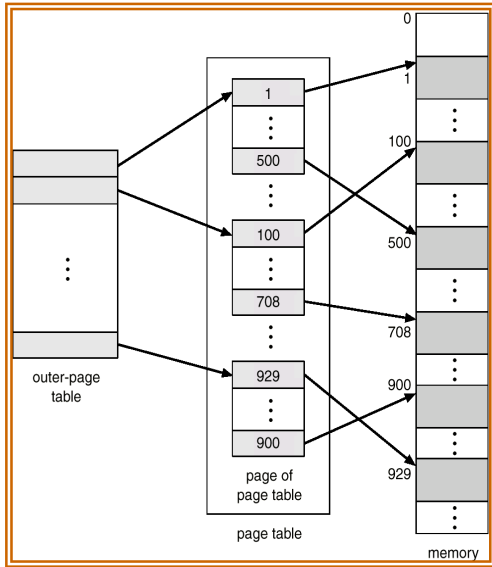 0
1
1
100
500
500
100
708
708
929
900
900
929
outer-page
table
page of
page table
page table
memory